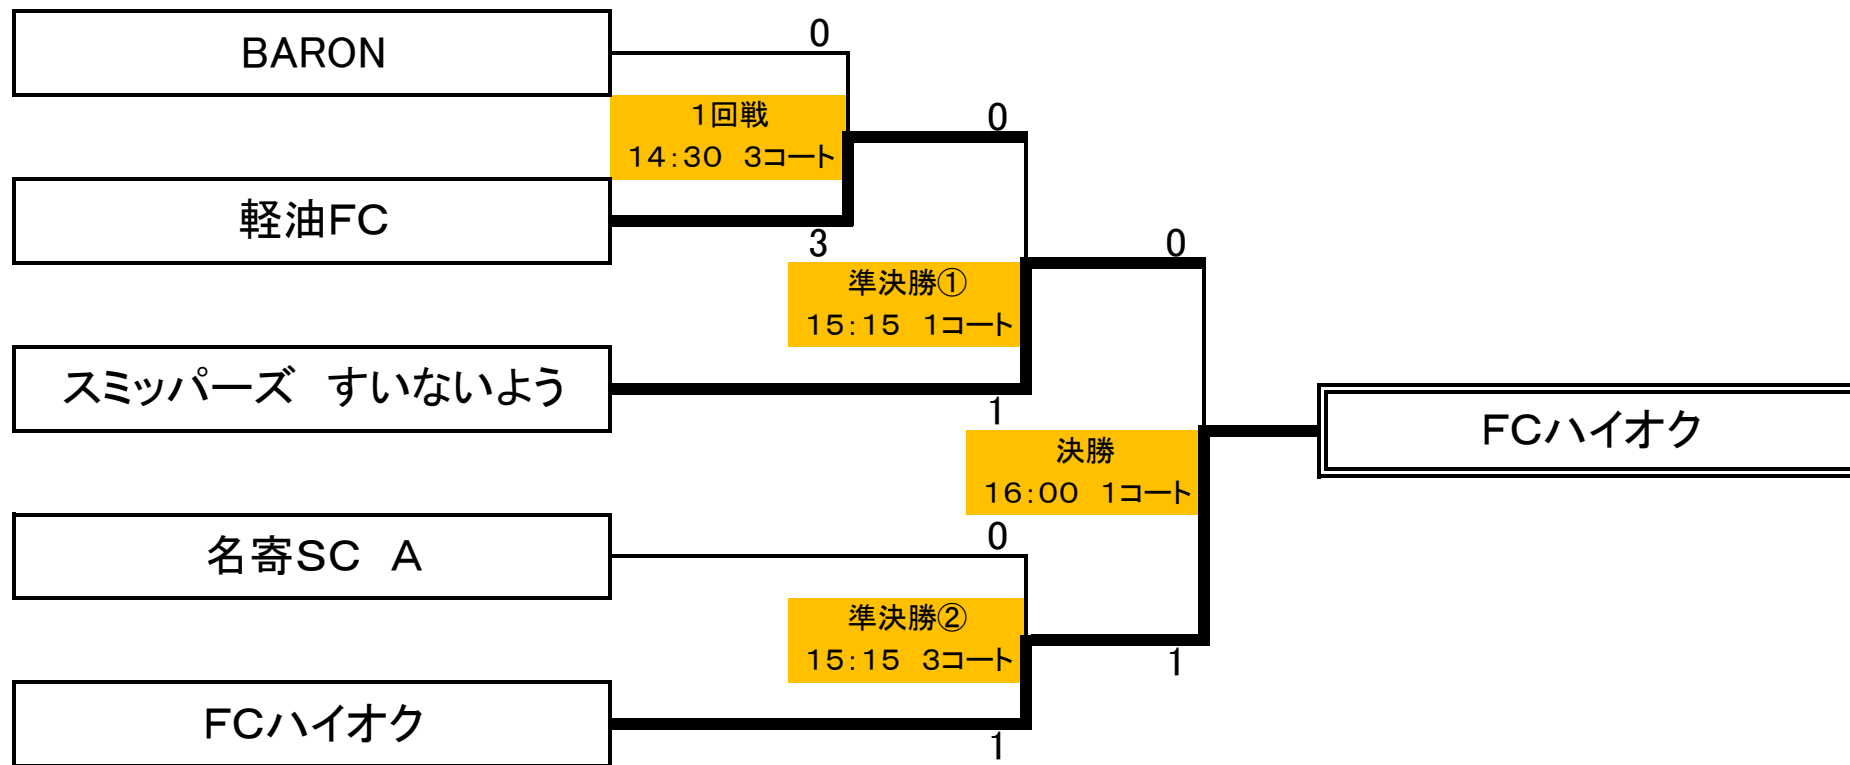 BARON
0
1回戦
14:30 3コート
0
軽油FC
3
0
準決勝①
15:15 1コート
スミッパーズ すいないよう
1
FCハイオク
決勝
16:00 1コート
0
名寄SC A
準決勝②
15:15 3コート
1
FCハイオク
1